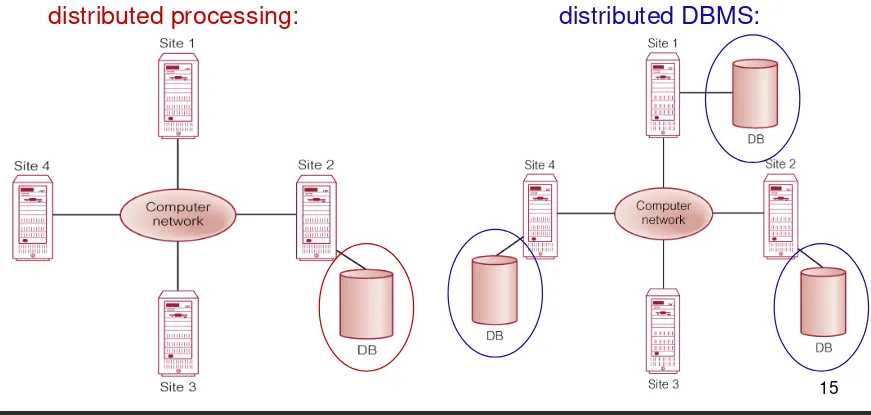 distributed processing:
Site 1
Site 4
Site 2
Computer
network
DB
Site 3
distributed DBMS:
Site 1
DB
Site 4
Site 2
Computer
network
DB
DB
Site 3
15